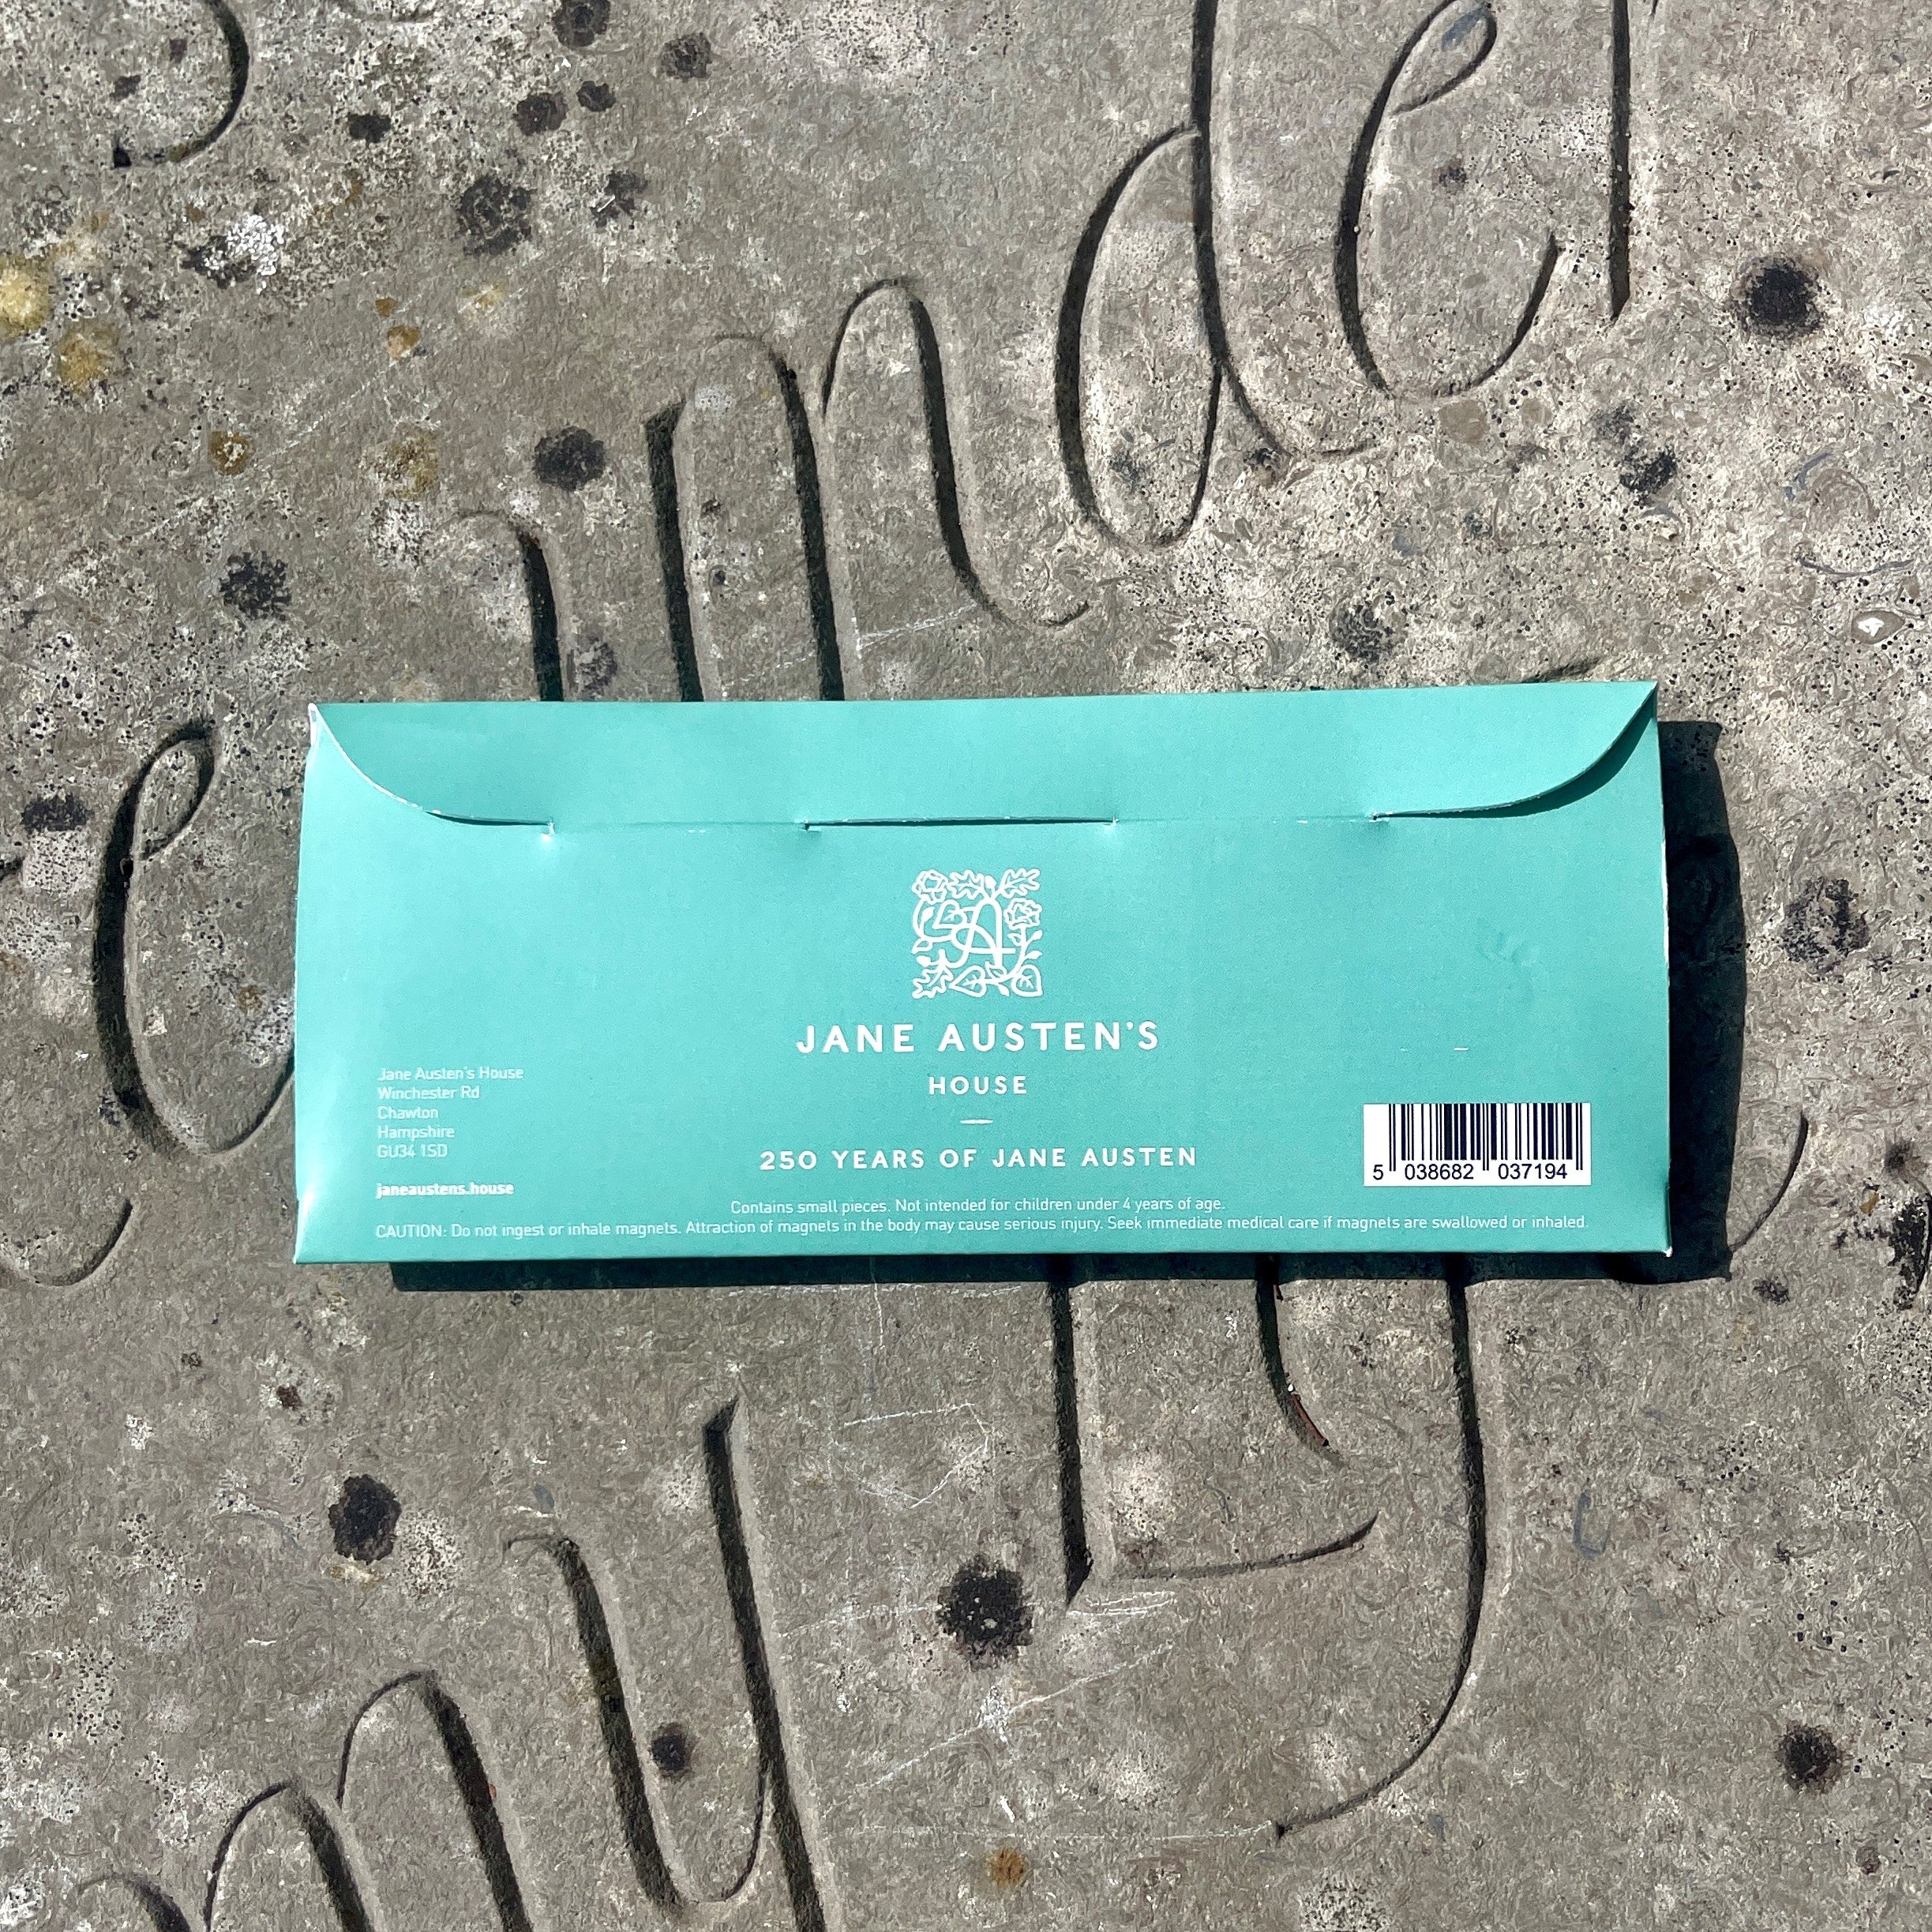 JANE AUSTEN'S
HOUSE
250 YEARS OF JANE AUSTEN
Jane Austen's House
Winchester Rd
Chawton
Hampshire
GU34 1SD
janeaustens.house
5 038682 037194
Contains small pieces. Not intended for children under 4 years of age.
CAUTION: Do not ingest or inhale magnets. Attraction of magnets in the body may cause serious injury. Seek immediate medical care if magnets are swallowed or inhaled.
my